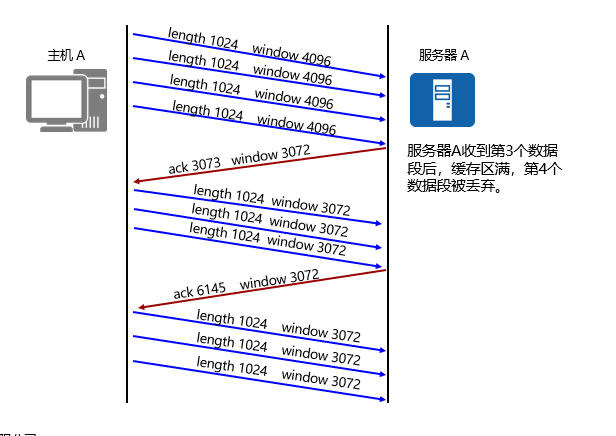 主机 A
服务器 A
length 1024 window 4096
length 1024 window 4096
length 1024 window 4096
length 1024 window 4096
服务器A收到第3个数据
段后，缓存区满，第4个
数据段被丢弃。
ack 3073 window 3072
length 1024 window 3072
length 1024 window 3072
length 1024 window 3072
ack 6145 window 3072
length 1024 window 3072
length 1024 window 3072
length 1024 window 3072